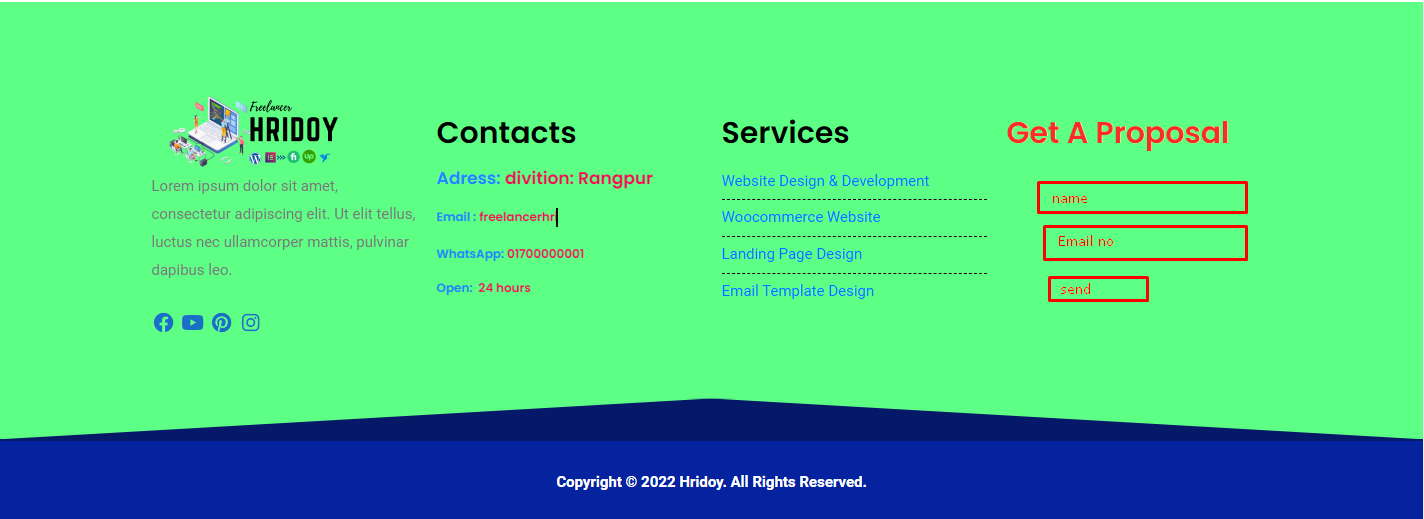 Freelancer
HRIDOY
Lorem ipsum dolor sit amet,
consectetur adipiscing elit. Ut elit tellus,
luctus nec ullamcorper mattis, pulvinar
dapibus leo.
Contacts
Adress: divition: Rangpur
Email : freelancerhr
WhatsApp: 01700000001
Open: 24 hours
Services
Website Design & Development
Woocommerce Website
Landing Page Design
Email Template Design
Get A Proposal
name
Email no
send
Copyright © 2022 Hridoy. All Rights Reserved.